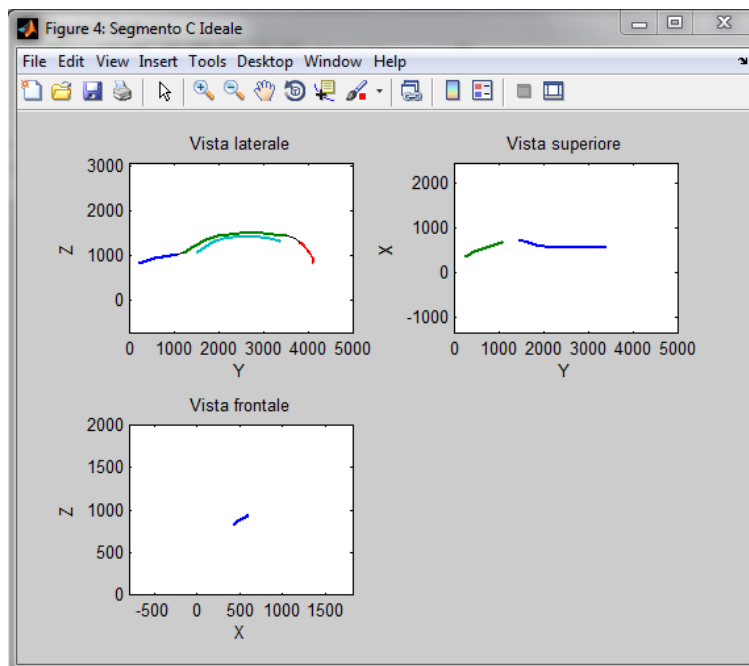 Figure 4: Segmento C Ideale
File Edit View Insert Tools Desktop Window Help
Vista laterale
3000
2000
1000
0
Z
0 1000 2000 3000 4000 5000
Y
Vista superiore
2000
1000
0
-1000
X
0 1000 2000 3000 4000 5000
Y
Vista frontale
2000
1500
1000
500
0
Z
-500 0 500 1000 1500
X